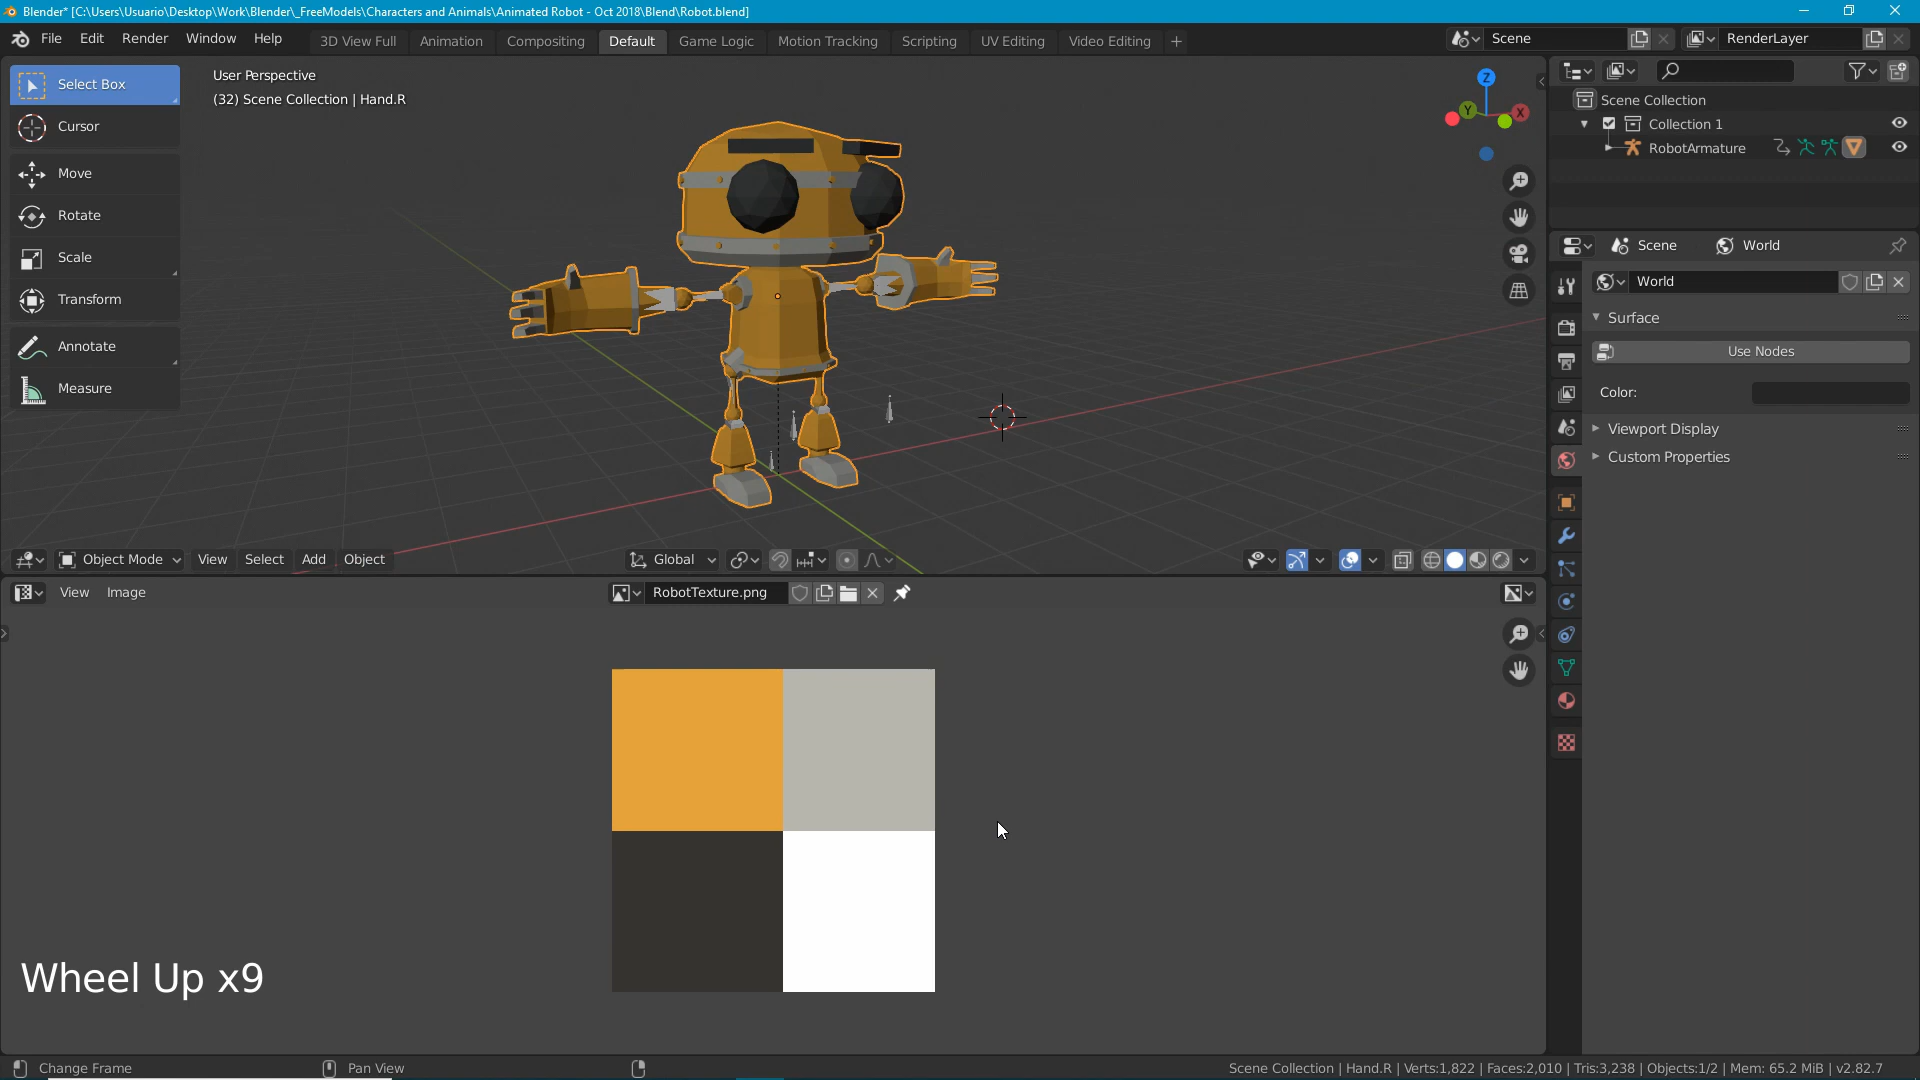 Blender* [C:\Users\Usuario\Desktop\Work\Blender\_FreeModels\Characters and Animals\Animated Robot - Oct 2018\Blend\Robot.blend]
File Edit Render Window Help 3D View Full Animation Compositing Default Game Logic Motion Tracking Scripting UV Editing Video Editing + Scene RenderLayer
Select Box
Cursor
Move
Rotate
Scale
Transform
Annotate
Measure
User Perspective
(32) Scene Collection | Hand.R
Z
Y
X
Object Mode View Select Add Object Global
View Image RobotTexture.png
Wheel Up x9
Scene Collection
Collection 1
RobotArmature
Scene World
World
Surface
Use Nodes
Color:
Viewport Display
Custom Properties
Change Frame Pan View Scene Collection | Hand.R | Verts:1,822 | Faces:2,010 | Tris:3,238 | Objects:1/2 | Mem: 65.2 MiB | v2.82.7